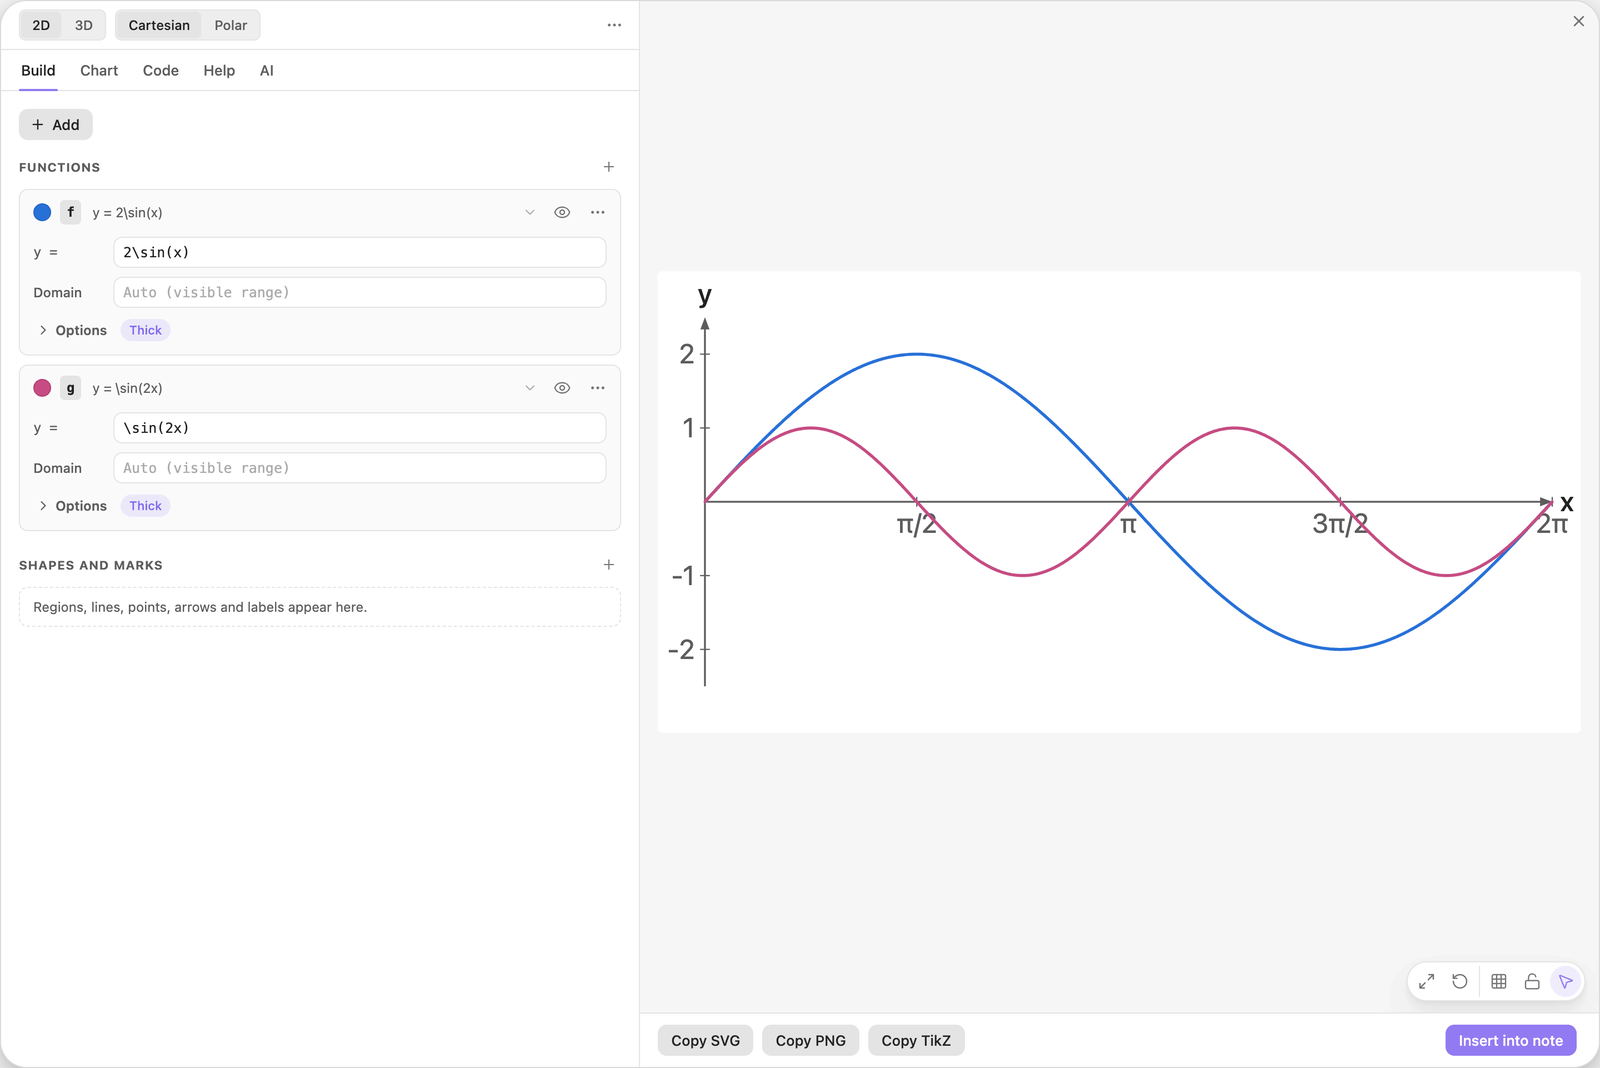 2D 3D Cartesian Polar
Build Chart Code Help AI
+ Add
FUNCTIONS
f y = 2\sin(x)
y = 2\sin(x)
Domain Auto (visible range)
Options Thick
g y = \sin(2x)
y = \sin(2x)
Domain Auto (visible range)
Options Thick
SHAPES AND MARKS
Regions, lines, points, arrows and labels appear here.
y
2
1
x
π/2 π 3π/2 2π
-1
-2
Copy SVG Copy PNG Copy TikZ Insert into note